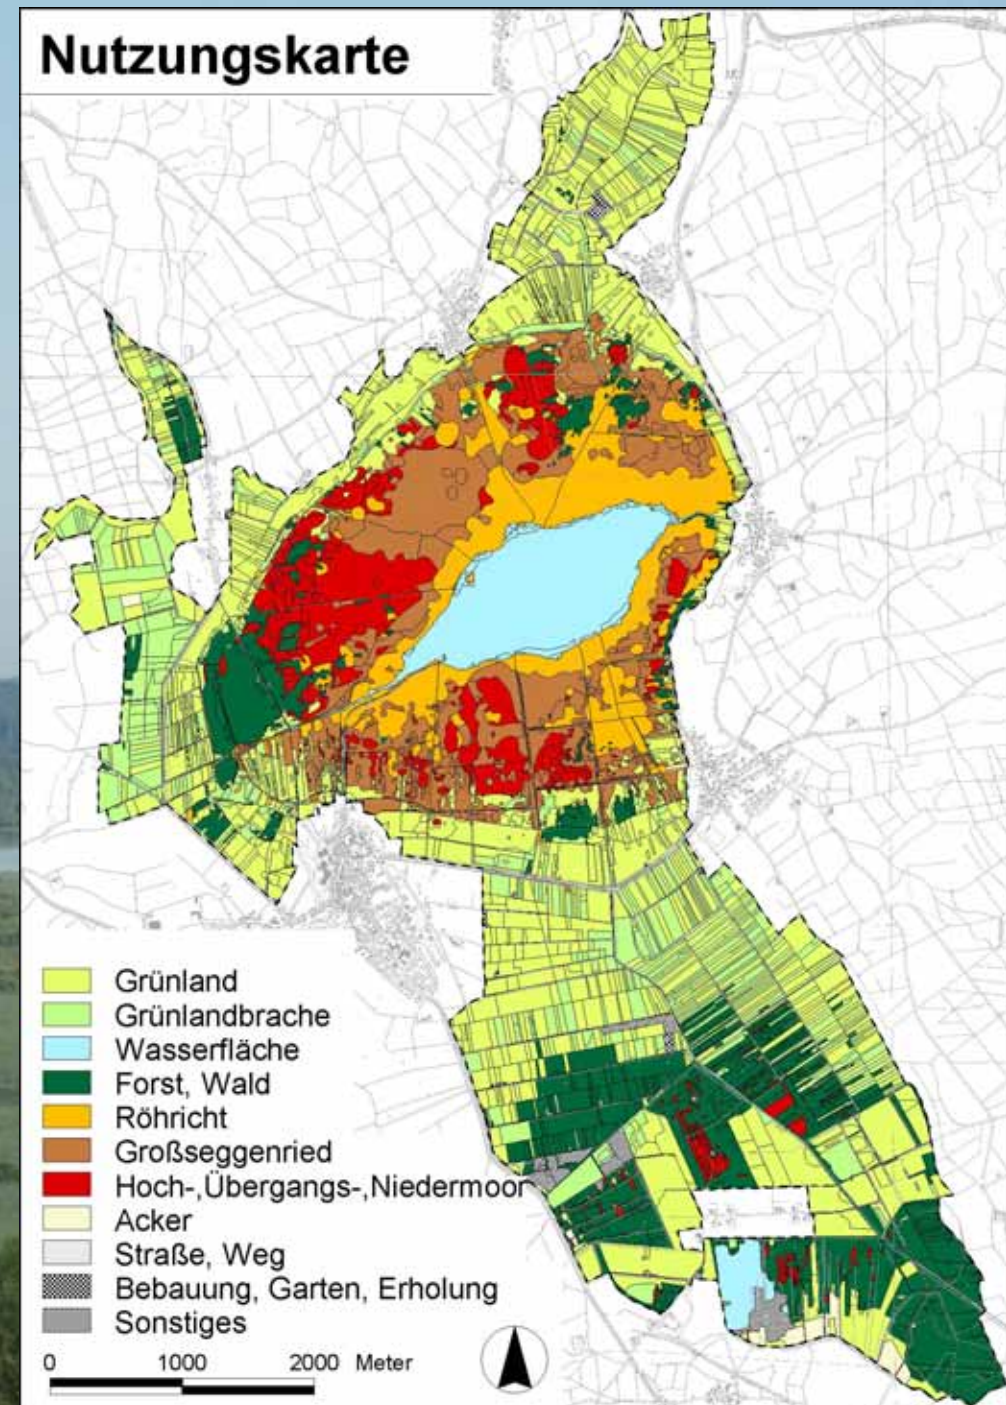 Nutzungskarte
Grünland
Grünlandbrache
Wasserfläche
Forst, Wald
Röhricht
Großseggenried
Hoch-,Übergangs-,Niedermoor
Acker
Straße, Weg
Bebauung, Garten, Erholung
Sonstiges
0 1000 2000 Meter